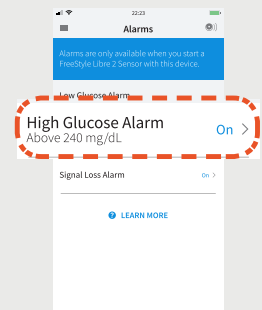 22:23
Alarms
Alarms are only available when you start a
FreeStyle Libre 2 Sensor with this device.
Low Glucose Alarm
High Glucose Alarm
Above 240 mg/dL
On
Signal Loss Alarm
On
LEARN MORE